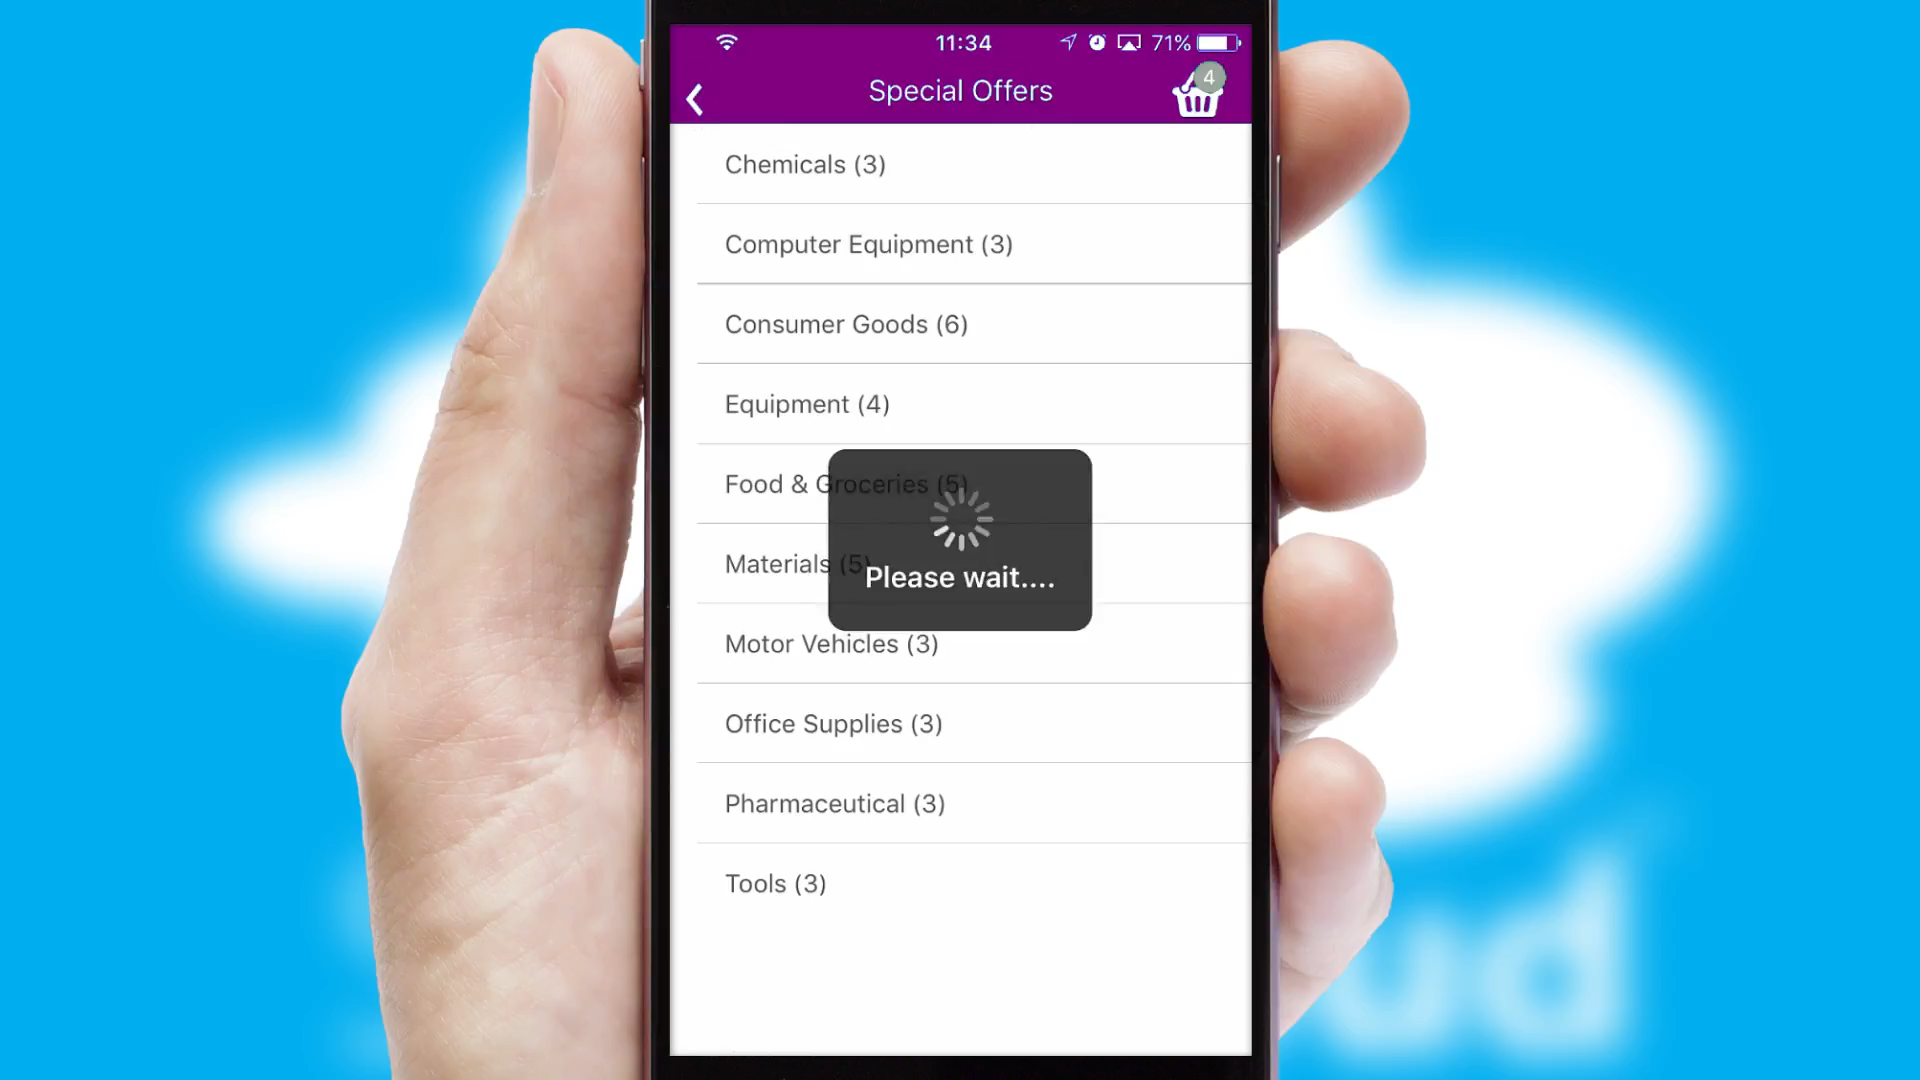 11:34
71%
Special Offers
4
Chemicals (3)
Computer Equipment (3)
Consumer Goods (6)
Equipment (4)
Food & Groceries (5)
Materials (5)
Please wait....
Motor Vehicles (3)
Office Supplies (3)
Pharmaceutical (3)
Tools (3)